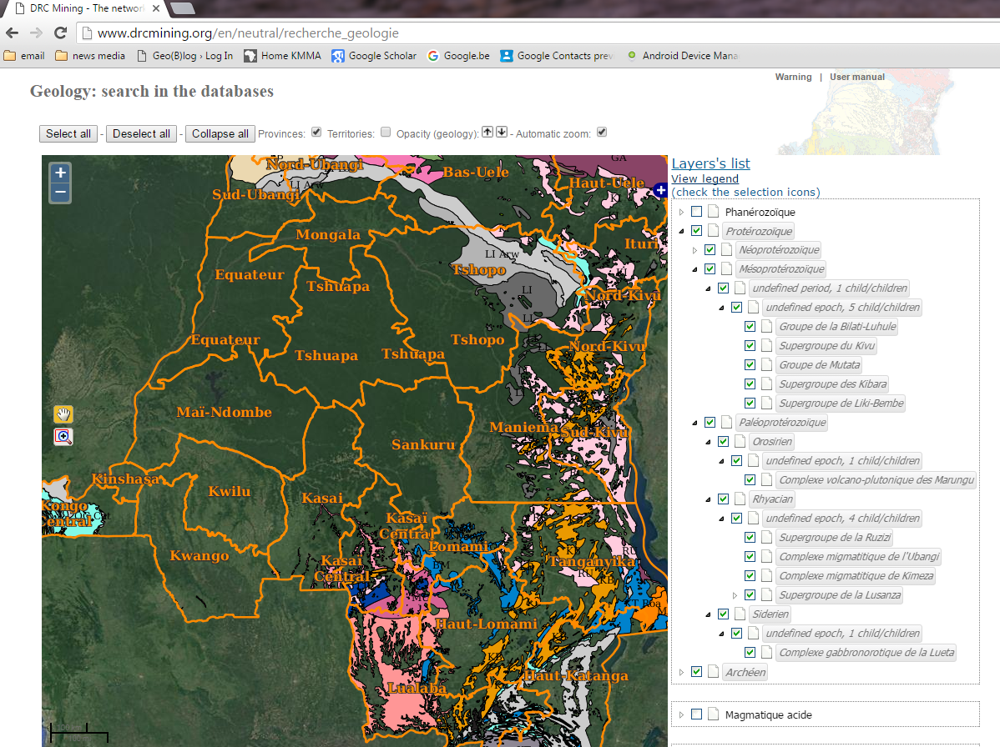 DRC Mining - The networ
www.drcmining.org/en/neutral/recherche_geologie
email news media Geo(B)log › Log In Home KMMA Google Scholar Google.be Google Contacts prev Android Device Mana
Warning | User manual
Geology: search in the databases
Select all - Deselect all - Collapse all Provinces: Territories: Opacity (geology): - Automatic zoom:
Layers's list
View legend
(check the selection icons)
Phanérozoïque
Protérozoïque
Néoprotérozoïque
Mésoprotérozoïque
undefined period, 1 child/children
undefined epoch, 5 child/children
Groupe de la Bilati-Luhule
Supergroupe du Kivu
Groupe de Mutata
Supergroupe des Kibara
Supergroupe de Liki-Bembe
Paléoprotérozoïque
Orosirien
undefined epoch, 1 child/children
Complexe volcano-plutonique des Marungu
Rhyacian
undefined epoch, 4 child/children
Supergroupe de la Ruzizi
Complexe migmatitique de l'Ubangi
Complexe migmatitique de Kimeza
Supergroupe de la Lusanza
Siderien
undefined epoch, 1 child/children
Complexe gabbronorotique de la Lueta
Archéen
Magmatique acide
GA
Nord-Ubangi
Bas-Uele
Haut-Uele
Sud-Ubangi
Mongala
Ituri
LI Arw
Equateur
Tshopo
Tshuapa
LI
Nord-Kivu
LI
Equateur
Tshopo
Nord-Kivu
Tshuapa
Tshuapa
Maï-Ndombe
Maniema
Sud-Kivu
Sankuru
Kinshasa
Kwilu
Kasai
Kongo
Central
Kasaï
Central
Lomami
Kwango
Kasaï
Central
RU
Tanganyika
BM
Haut-Lomami
Haut-Katanga
Lualaba